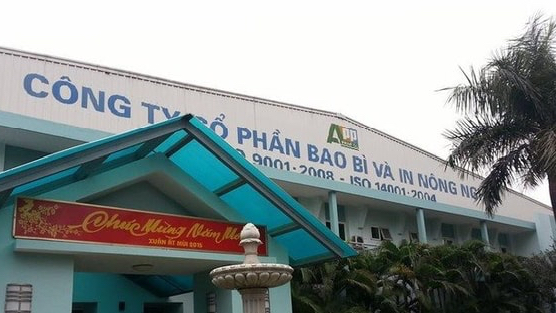 CÔNG TY CỔ PHẦN BAO BÌ VÀ IN NÔNG
APP
9001-2008 - ISO 14001-2004
Chúc Mừng Năm
XUÂN ẤT MÙI 2015